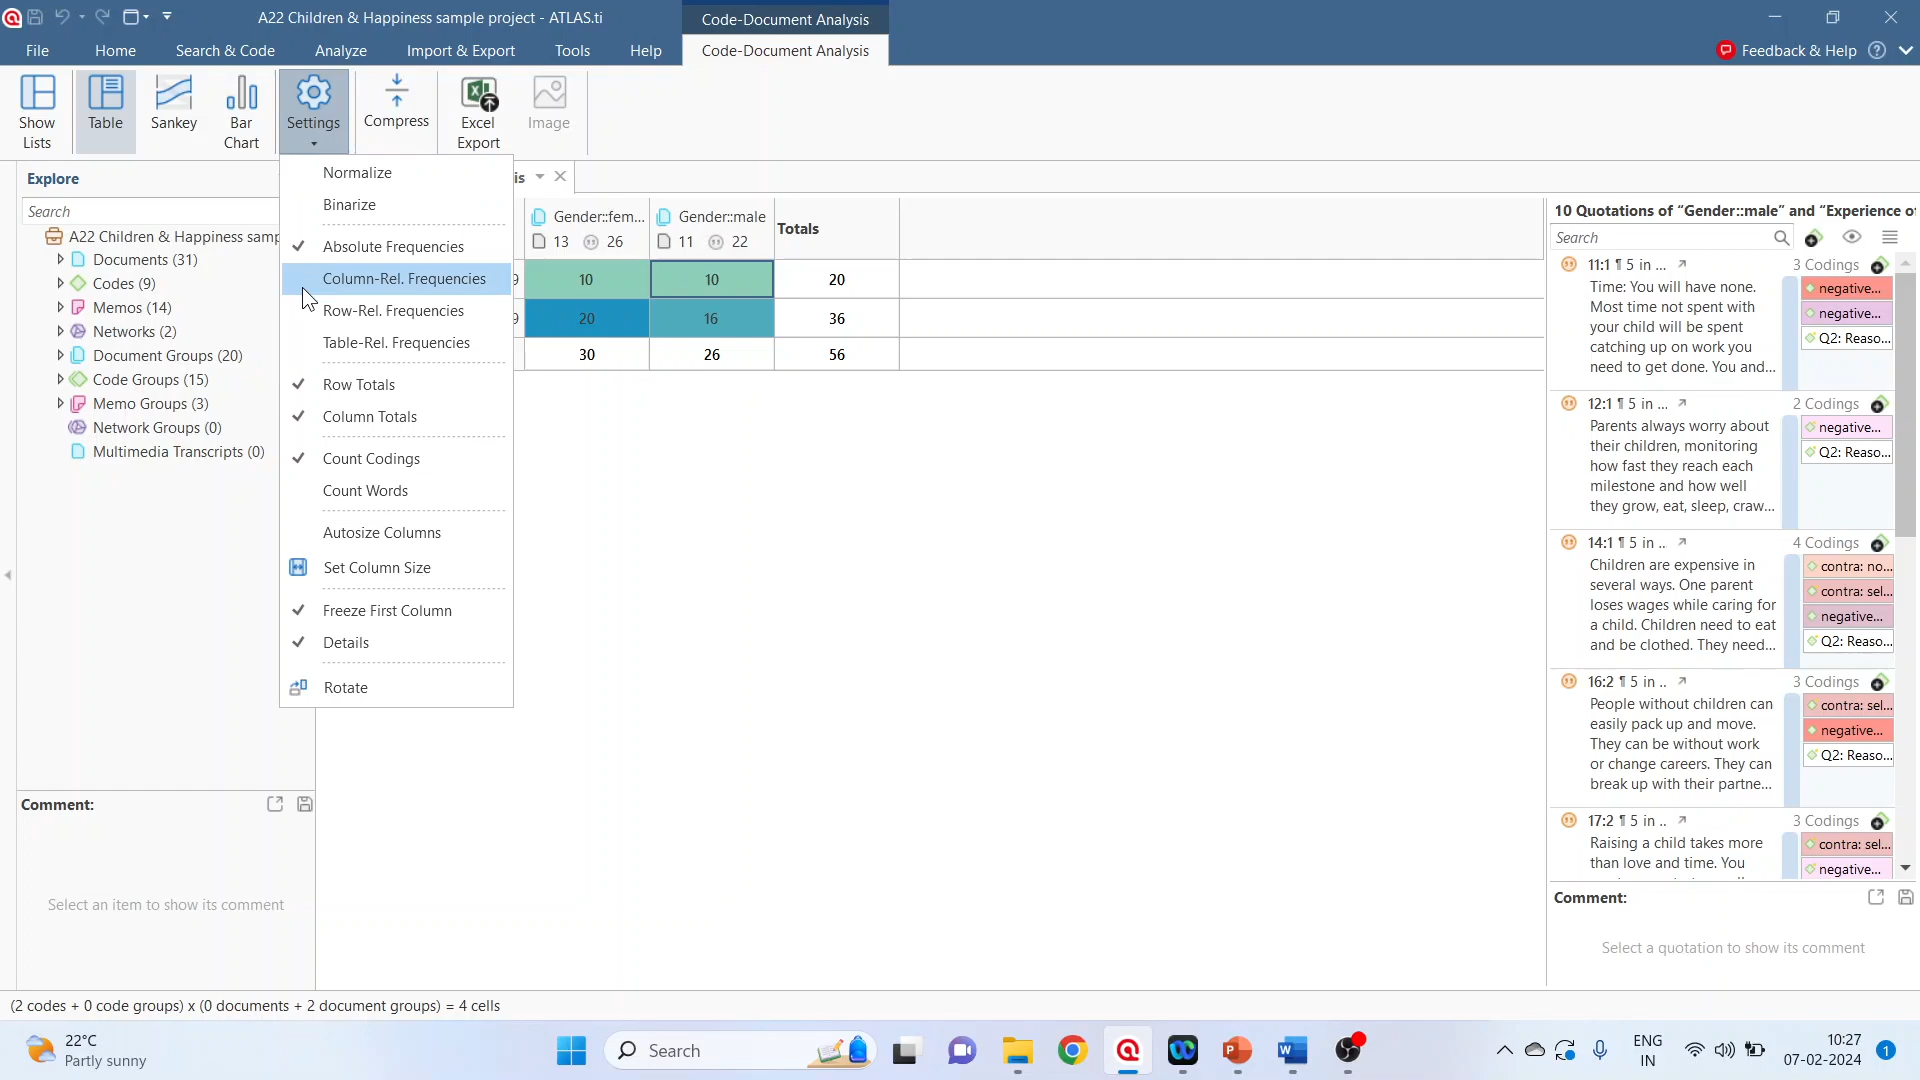 A22 Children & Happiness sample project - ATLAS.ti
Code-Document Analysis
File
Home
Search & Code
Analyze
Import & Export
Tools
Help
Code-Document Analysis
Feedback & Help
Show Lists
Table
Sankey
Bar Chart
Settings
Compress
Excel Export
Image
Explore
Search
A22 Children & Happiness samp
Documents (31)
Codes (9)
Memos (14)
Networks (2)
Document Groups (20)
Code Groups (15)
Memo Groups (3)
Network Groups (0)
Multimedia Transcripts (0)
Comment:
Select an item to show its comment
Normalize
Binarize
Absolute Frequencies
Column-Rel. Frequencies
Row-Rel. Frequencies
Table-Rel. Frequencies
Row Totals
Column Totals
Count Codings
Count Words
Autosize Columns
Set Column Size
Freeze First Column
Details
Rotate
is
Gender::fem... Gender::male Totals
13 26 11 22
9 10 10 20
9 20 16 36
30 26 56
10 Quotations of “Gender::male” and “Experience o
Search
11:1 ¶ 5 in ... 3 Codings
Time: You will have none.
Most time not spent with
your child will be spent
catching up on work you
need to get done. You and...
negative...
negative...
Q2: Reaso...
12:1 ¶ 5 in ... 2 Codings
Parents always worry about
their children, monitoring
how fast they reach each
milestone and how well
they grow, eat, sleep, craw...
negative...
Q2: Reaso...
14:1 ¶ 5 in .. 4 Codings
Children are expensive in
several ways. One parent
loses wages while caring for
a child. Children need to eat
and be clothed. They need...
contra: no...
contra: sel...
negative...
Q2: Reaso...
16:2 ¶ 5 in .. 3 Codings
People without children can
easily pack up and move.
They can be without work
or change careers. They can
break up with their partne...
contra: sel...
negative...
Q2: Reaso...
17:2 ¶ 5 in .. 3 Codings
Raising a child takes more
than love and time. You
contra: sel...
negative...
Comment:
Select a quotation to show its comment
(2 codes + 0 code groups) x (0 documents + 2 document groups) = 4 cells
22°C
Partly sunny
Search
ENG
IN
10:27
07-02-2024
1